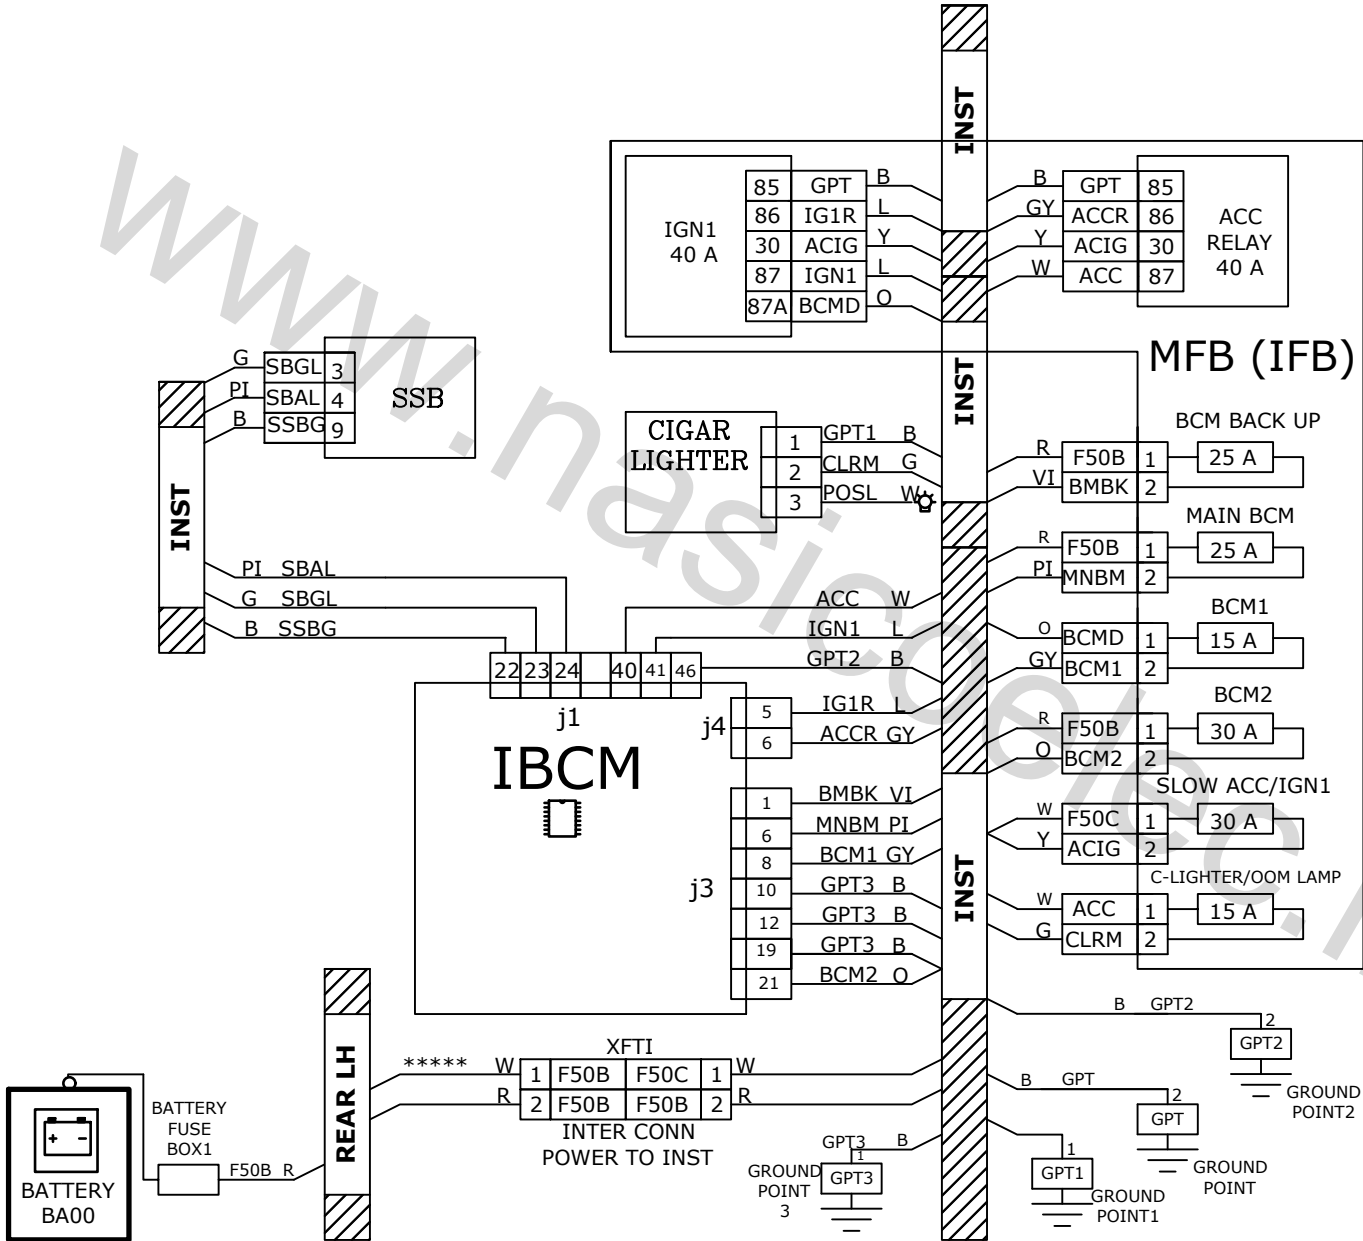 INST
IGN1
40 A
85 GPT B
86 IG1R L
30 ACIG Y
87 IGN1 L
87A BCMD O
B GPT 85
GY ACCR 86
Y ACIG 30
W ACC 87
ACC
RELAY
40 A
MFB (IFB)
G SBGL 3
PI SBAL 4
B SSBG 9
SSB
INST
PI SBAL
G SBGL
B SSBG
INST
CIGAR
LIGHTER
1 GPT1 B
2 CLRM G
3 POSL W
BCM BACK UP
R F50B 1 25 A
VI BMBK 2
MAIN BCM
R F50B 1 25 A
PI MNBM 2
BCM1
O BCMD 1 15 A
GY BCM1 2
BCM2
R F50B 1 30 A
O BCM2 2
SLOW ACC/IGN1
W F50C 1 30 A
Y ACIG 2
C-LIGHTER/OOM LAMP
W ACC 1 15 A
G CLRM 2
ACC W
IGN1 L
GPT2 B
22 23 24 40 41 46
j1
IBCM
j4
5 IG1R L
6 ACCR GY
j3
1 BMBK VI
6 MNBM PI
8 BCM1 GY
10 GPT3 B
12 GPT3 B
19 GPT3 B
21 BCM2 O
INST
REAR LH
XFTI
***** W 1 F50B F50C 1 W
R 2 F50B F50B 2 R
INTER CONN
POWER TO INST
BATTERY
FUSE
BOX1
F50B R
+ -
BATTERY
BA00
GPT3 B
1
GPT3
GROUND
POINT
3
B GPT2
2
GPT2
GROUND
POINT2
B GPT
2
GPT
GROUND
POINT
1
GPT1
GROUND
POINT1